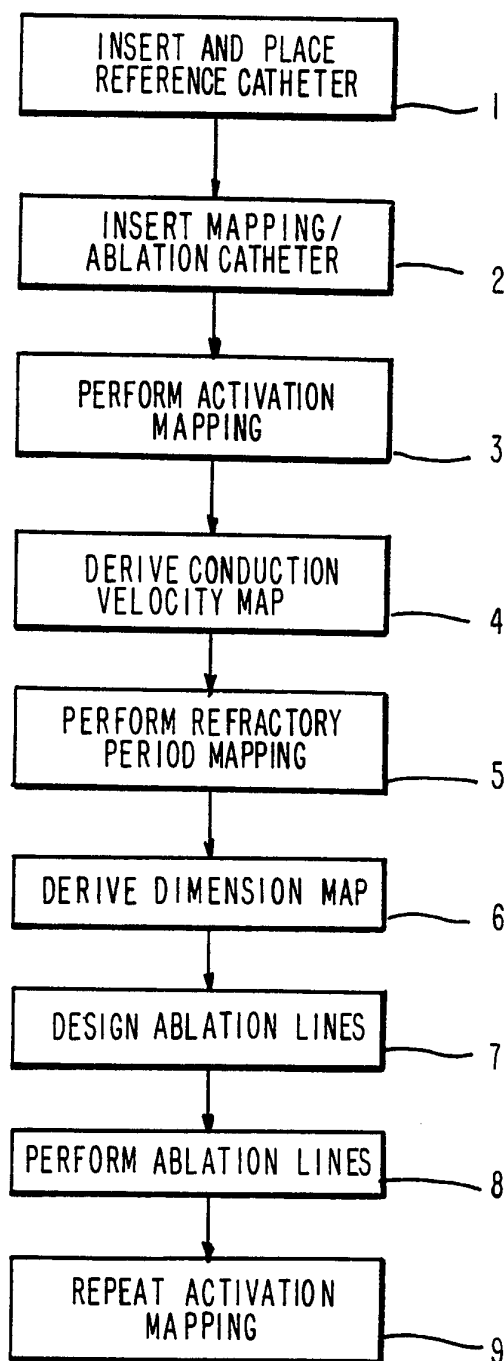 INSERT AND PLACE
REFERENCE CATHETER
1
INSERT MAPPING/
ABLATION CATHETER
2
PERFORM ACTIVATION
MAPPING
3
DERIVE CONDUCTION
VELOCITY MAP
4
PERFORM REFRACTORY
PERIOD MAPPING
5
DERIVE DIMENSION MAP
6
DESIGN ABLATION LINES
7
PERFORM ABLATION LINES
8
REPEAT ACTIVATION
MAPPING
9